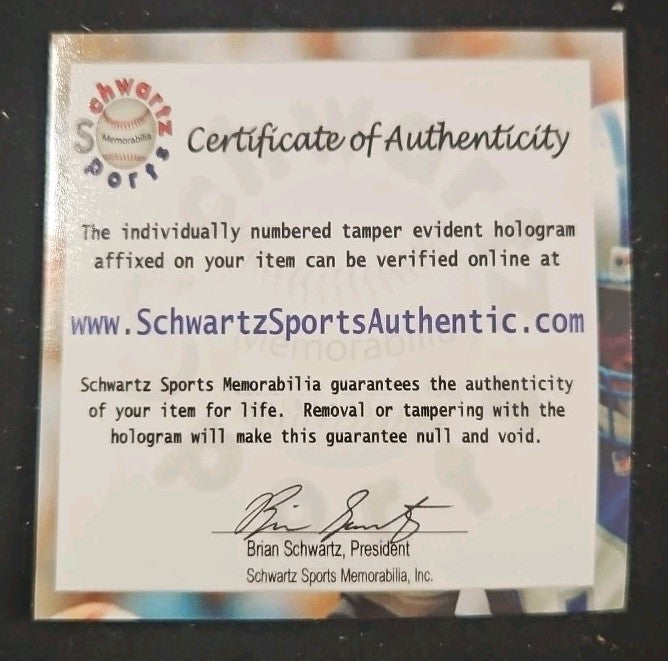 Schwartz
Memorabilia
Sports
Certificate of Authenticity
The individually numbered tamper evident hologram
affixed on your item can be verified online at
www.SchwartzSportsAuthentic.com
Schwartz Sports Memorabilia guarantees the authenticity
of your item for life. Removal or tampering with the
hologram will make this guarantee null and void.
Brian Schwartz
Brian Schwartz, President
Schwartz Sports Memorabilia, Inc.